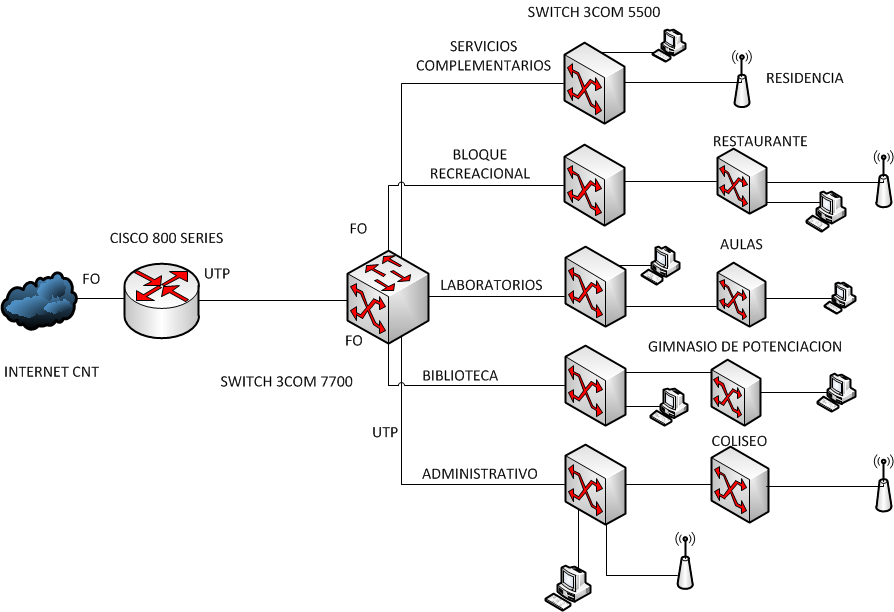 SWITCH 3COM 5500
SERVICIOS
COMPLEMENTARIOS
RESIDENCIA
BLOQUE
RECREACIONAL
RESTAURANTE
FO
CISCO 800 SERIES
AULAS
FO
UTP
LABORATORIOS
FO
GIMNASIO DE POTENCIACION
INTERNET CNT
SWITCH 3COM 7700
BIBLIOTECA
UTP
COLISEO
ADMINISTRATIVO